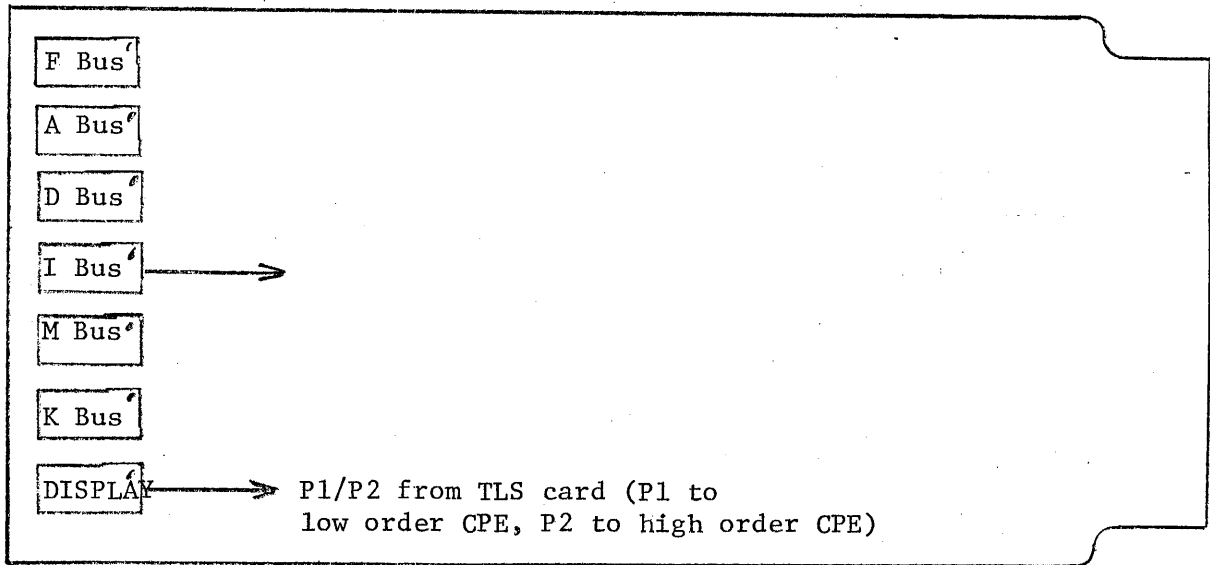 F Bus
A Bus
D Bus
I Bus
M Bus
K Bus
DISPLAY
P1/P2 from TLS card (P1 to
low order CPE, P2 to high order CPE)